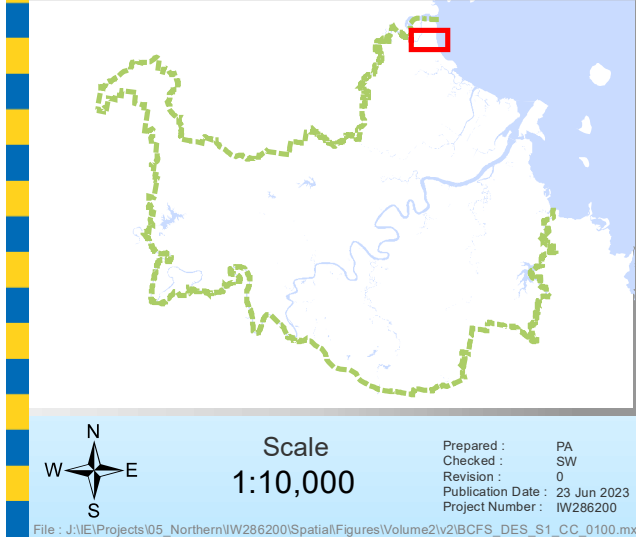 N
W E
S
Scale
1:10,000
Prepared : PA
Checked : SW
Revision : 0
Publication Date : 23 Jun 2023
Project Number : IW286200
File : J:\IE\Projects\05_Northern\IW286200\Spatial\Figures\Volume2\v2\BCFS_DES_S1_CC_0100.mx